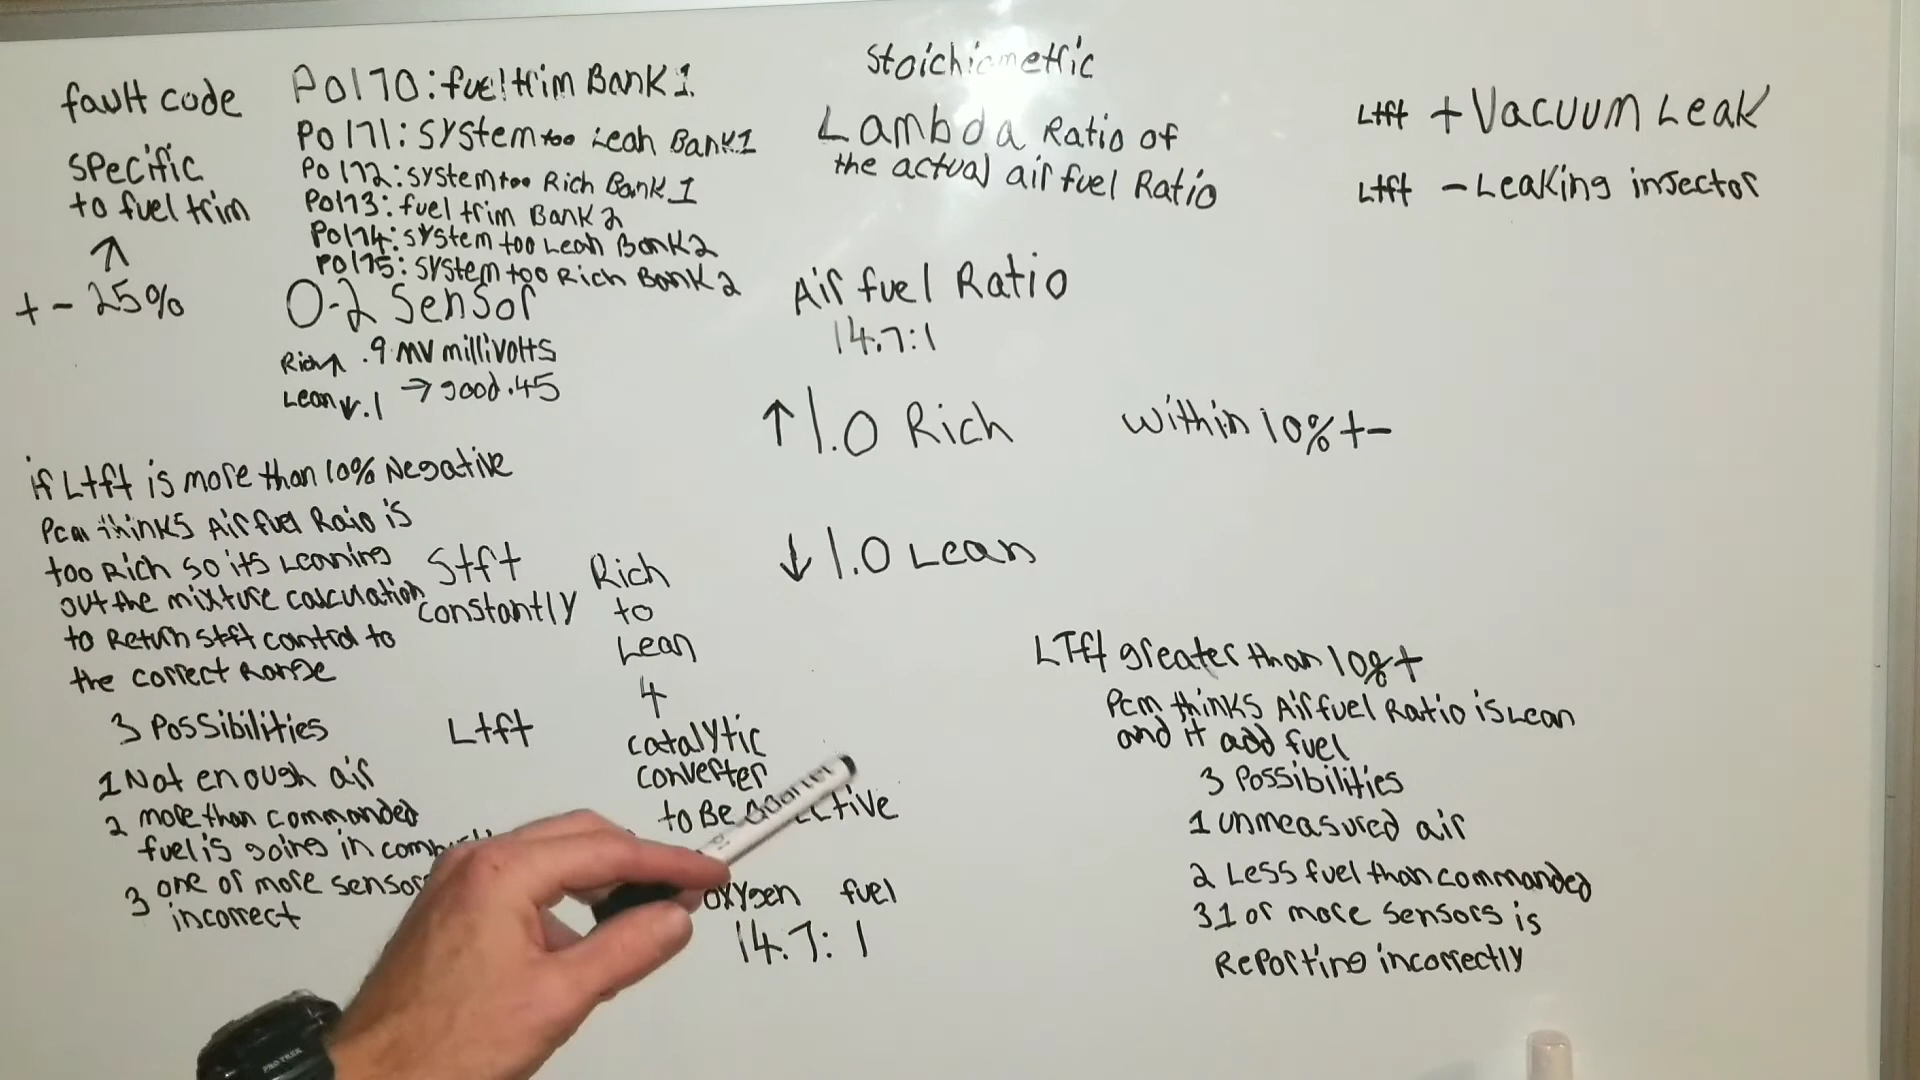 fault code
specific
to fuel trim
+ - 25%
P0170: fuel trim Bank 1.
P0171: system too Lean Bank 1
P0172: system too Rich Bank 1
P0173: fuel trim Bank 2
P0174: system too Lean Bank 2
P0175: system too Rich Bank 2
O-2 Sensor
Rich↑ .9 mv millivolts
Lean↓ .1 → good .45
if Ltft is more than 10% Negative
Pcm thinks Air fuel Raio is
too Rich so its Leaning
out the mixture calculation
to Return stft control to
the correct Range
3 Possibilities
1 Not enough air
2 more than commanded
fuel is going in
3 one or more sensors
incorrect
Stft
constantly
Ltft
Rich
to
Lean
4
catalytic
converter
to Be
oxygen fuel
14.7:1
Stoichiometric
Lambda Ratio of
the actual air fuel Ratio
Air fuel Ratio
14.7:1
↑ 1.0 Rich
↓ 1.0 Lean
within 10% + -
Ltft + Vacuum Leak
Ltft - Leaking injector
LTft greater than 10% +
Pcm thinks Air fuel Ratio is Lean
and it add fuel
3 Possibilities
1 unmeasured air
2 Less fuel than commanded
3 1 or more sensors is
Reporting incorrectly
PRO TREK